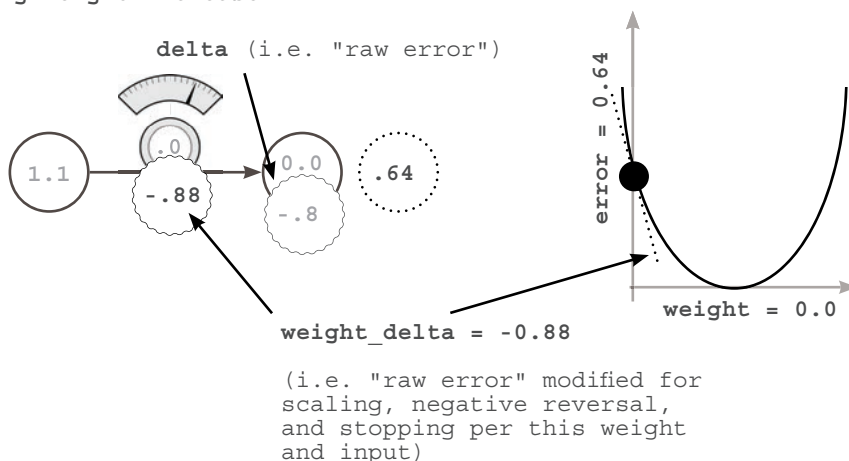 delta (i.e. "raw error")
.0
1.1
-.88
0.0
-.8
.64
error = 0.64
weight = 0.0
weight_delta = -0.88
(i.e. "raw error" modified for
scaling, negative reversal,
and stopping per this weight
and input)